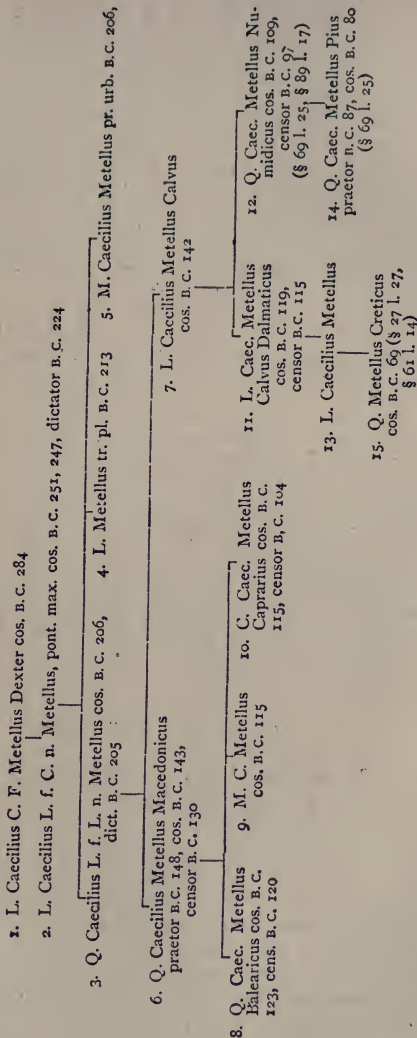 1. L. Caecilius C. F. Metellus Dexter cos. B.C. 284
2. L. Caecilius L. f. C. n. Metellus, pont. max. cos. B.C. 251, 247, dictator B.C. 224
3. Q. Caecilius L. f. L. n. Metellus cos. B.C. 206,
dict. B.C. 205
4. L. Metellus tr. pl. B.C. 213
5. M. Caecilius Metellus pr. urb. B.C. 206,
6. Q. Caecilius Metellus Macedonicus
praetor B.C. 148, cos. B.C. 143,
censor B.C. 130
7. L. Caecilius Metellus Calvus
cos. B.C. 142
8. Q. Caec. Metellus
Balearicus cos. B.C.
123, cens. B.C. 120
9. M. C. Metellus
cos. B.C. 115
10. C. Caec. Metellus
Caprarius cos. B.C.
115, censor B.C. 104
11. L. Caec. Metellus
Calvus Dalmaticus
cos. B.C. 119,
censor B.C. 115
12. Q. Caec. Metellus Nu-
midicus cos. B.C. 109,
censor B.C. 97
(§ 69 l. 25, § 89 l. 17)
13. L. Caecilius Metellus
14. Q. Caec. Metellus Pius
praetor B.C. 87, cos. B.C. 80
(§ 69 l. 25)
15. Q. Metellus Creticus
cos. B.C. 69 (§ 27 l. 27,
§ 61 l. 14)